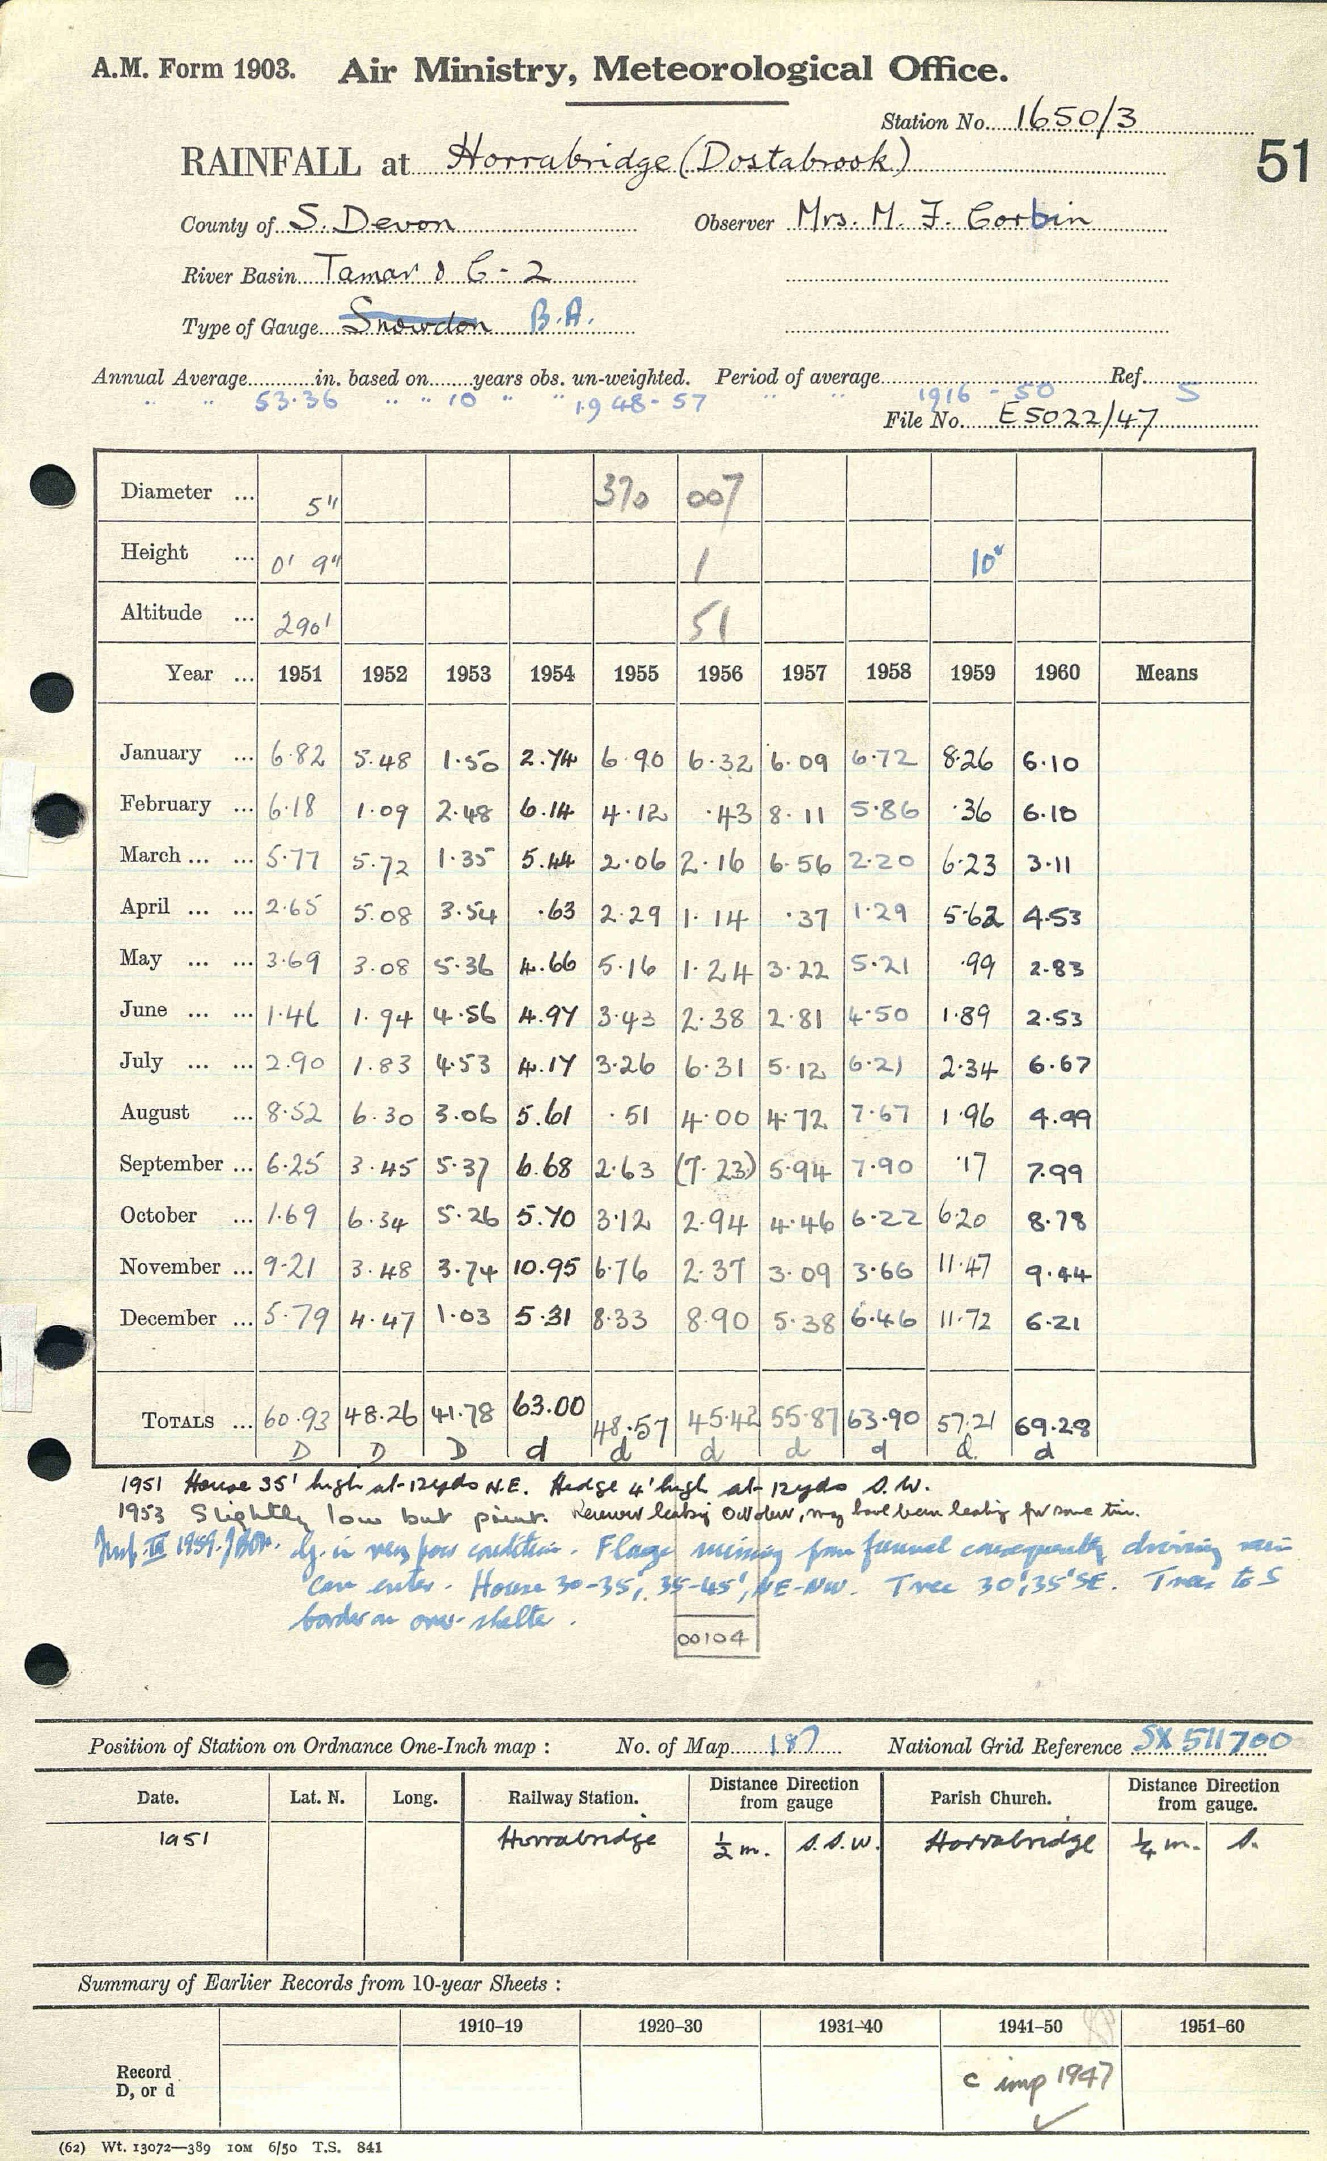 A.M. Form 1903. Air Ministry, Meteorological Office.
Station No. 1650/3
51
RAINFALL at Horrabridge (Dostabrook)
County of S. Devon Observer Mrs. M. F. Corbin
River Basin Tamar & C - 2
Type of Gauge Snowdon B.A.
Annual Average in. based on years obs. un-weighted. Period of average 1916 - 50 Ref. S
" " 53.36 " " 10 " " 1948-57 " "
File No. E5022/47
Diameter ... 5" 370 007
Height ... 0' 9" 1 10"
Altitude ... 290' 51
Year ... 1951 1952 1953 1954 1955 1956 1957 1958 1959 1960 Means
January ... 6.82 5.48 1.50 2.74 6.90 6.32 6.09 6.72 8.26 6.10
February ... 6.18 1.09 2.48 6.14 4.12 .43 8.11 5.86 .36 6.10
March ... ... 5.77 5.72 1.35 5.44 2.06 2.16 6.56 2.20 6.23 3.11
April ... ... 2.65 5.08 3.54 .63 2.29 1.14 .37 1.29 5.62 4.53
May ... ... 3.69 3.08 5.36 4.66 5.16 1.24 3.22 5.21 .99 2.83
June ... ... 1.46 1.94 4.56 4.97 3.43 2.38 2.81 4.50 1.89 2.53
July ... ... 2.90 1.83 4.53 4.17 3.26 6.31 5.12 6.21 2.34 6.67
August ... 8.52 6.30 3.06 5.61 .51 4.00 4.72 7.67 1.96 4.99
September ... 6.25 3.45 5.37 6.68 2.63 (7.23) 5.94 7.90 .17 7.99
October ... 1.69 6.34 5.26 5.70 3.12 2.94 4.46 6.22 6.20 8.78
November ... 9.21 3.48 3.74 10.95 6.76 2.37 3.09 3.66 11.47 9.44
December ... 5.79 4.47 1.03 5.31 8.33 8.90 5.38 6.46 11.72 6.21
TOTALS ... 60.93 48.26 41.78 63.00 48.57 45.42 55.87 63.90 57.21 69.28
D D D d d d d d d d
1951 House 35' high at 12yds N.E. Hedge 4' high at 12yds S.W.
1953 Slightly low but Receiver leaking October, may have been leaking for some time.
1959. in very poor condition. Flange missing from funnel consequently driving rain
can enter. House 30-35', 35-45', NE-NW. Tree 30', 35' SE. Trees to S
border on over-shelter.
00104
Position of Station on Ordnance One-Inch map : No. of Map 187 National Grid Reference SX 511700
Date. Lat. N. Long. Railway Station. Distance Direction from gauge Parish Church. Distance Direction from gauge.
1951 Horrabridge ½ m. S.S.W. Horrabridge ¼ m. S.
Summary of Earlier Records from 10-year Sheets :
1910-19 1920-30 1931-40 1941-50 1951-60
Record D, or d c imp 1947
(62) Wt. 13072—389 10M 6/50 T.S. 841